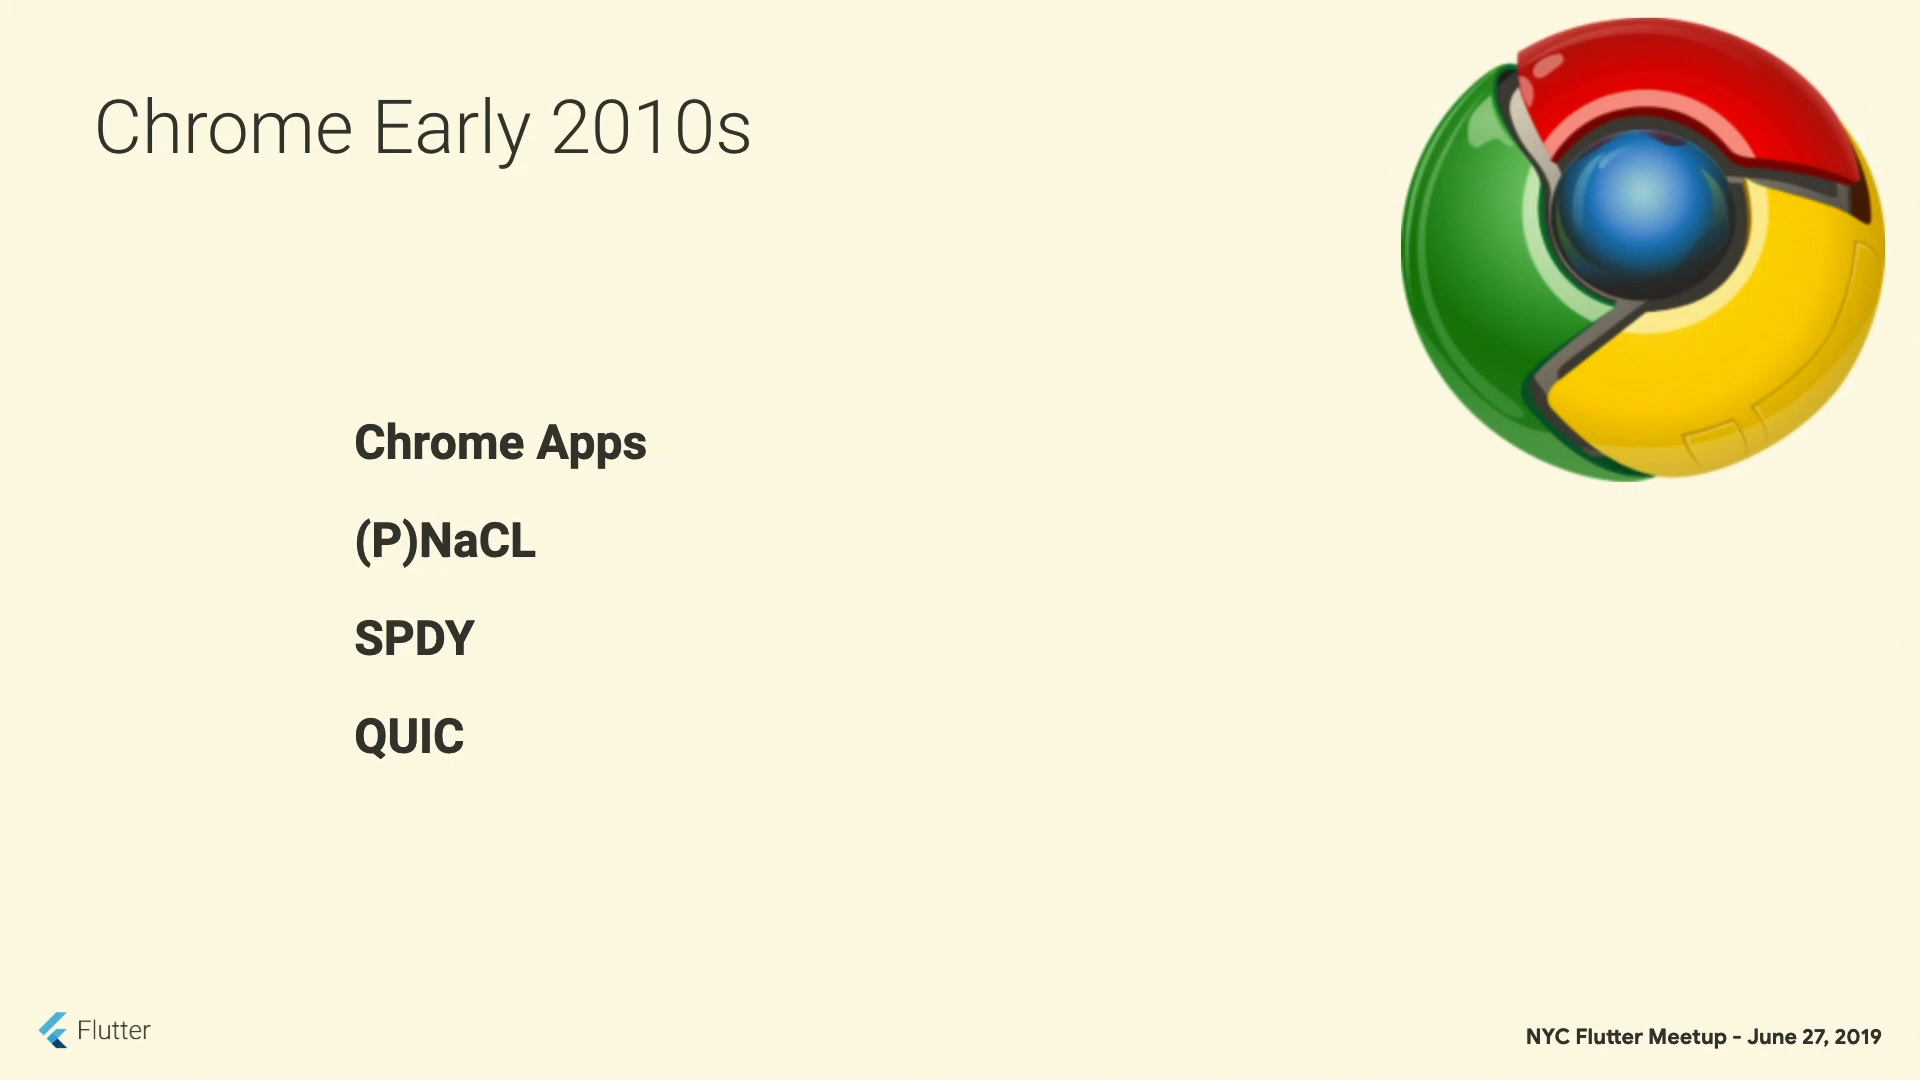 Chrome Early 2010s
Chrome Apps
(P)NaCL
SPDY
QUIC
Flutter
NYC Flutter Meetup - June 27, 2019